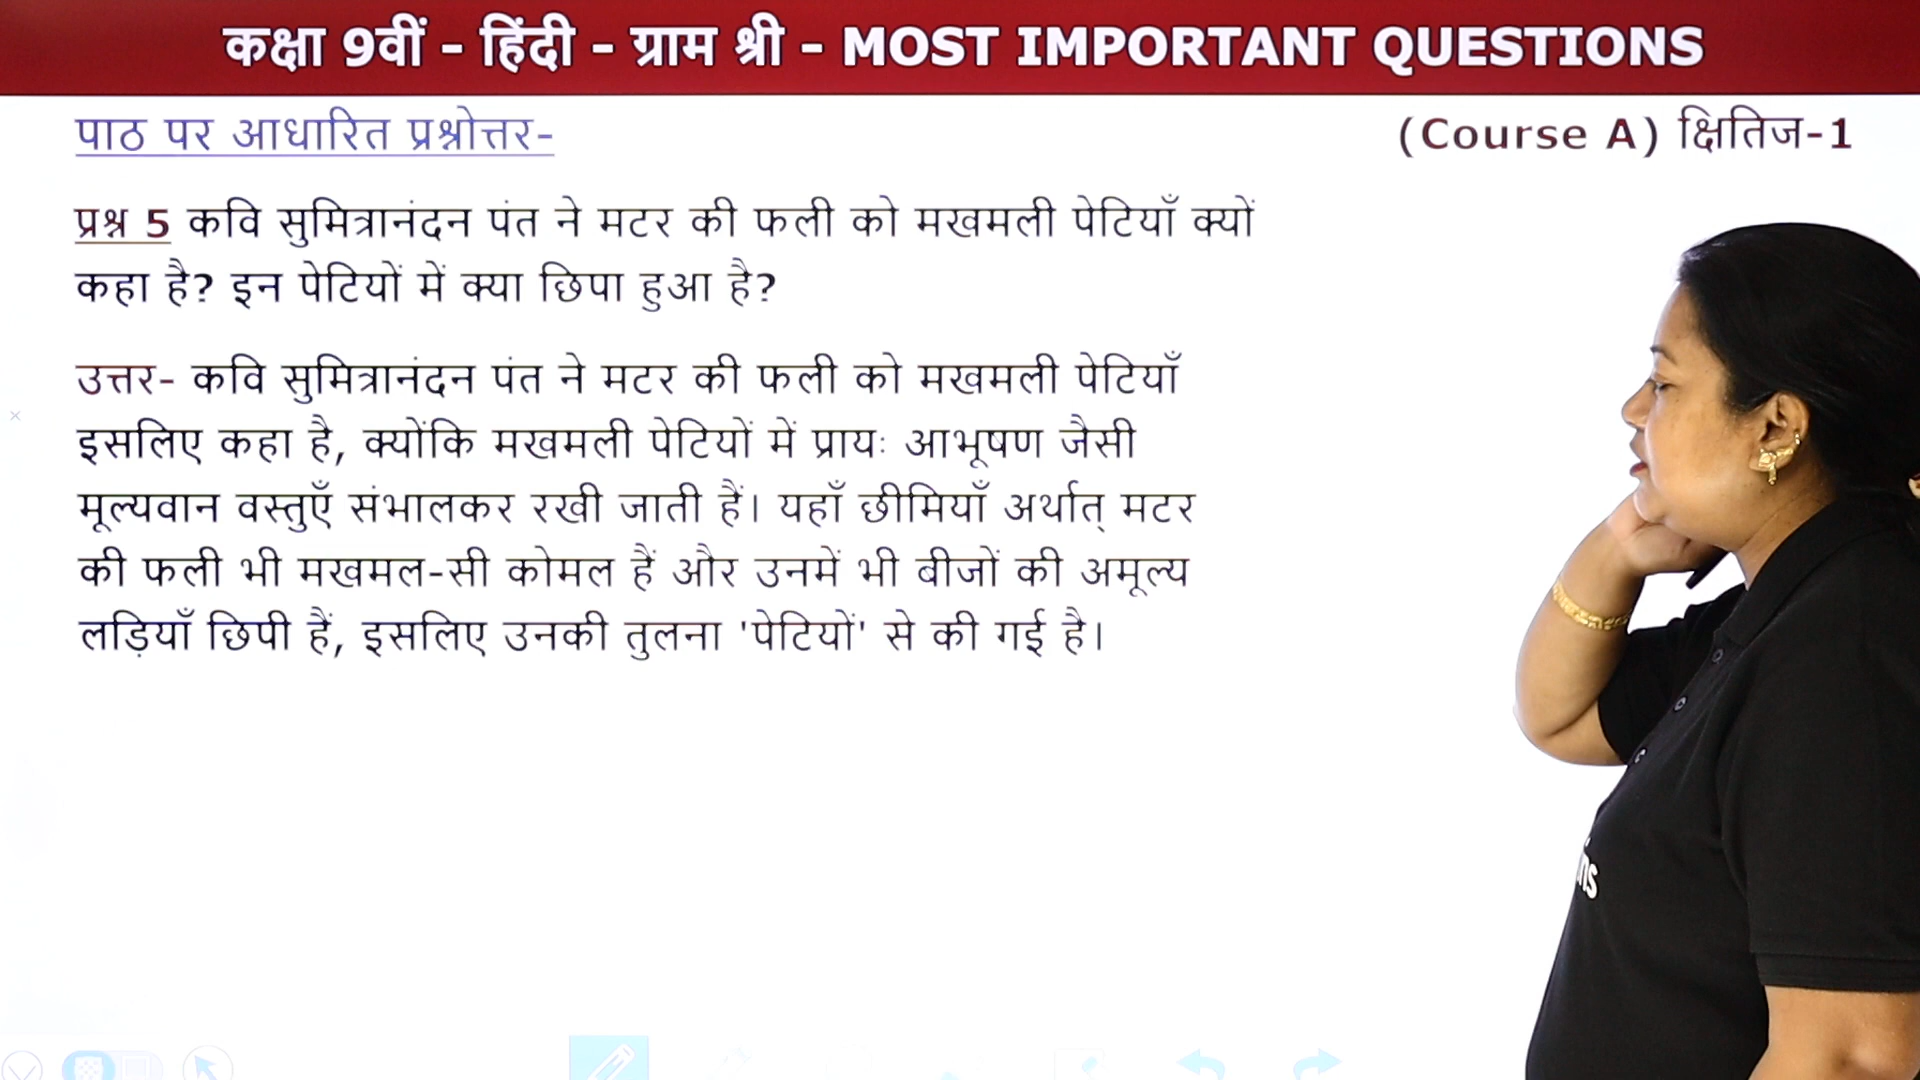 कक्षा 9वीं - हिंदी - ग्राम श्री - MOST IMPORTANT QUESTIONS
पाठ पर आधारित प्रश्नोत्तर-
(Course A) क्षितिज-1
प्रश्न 5 कवि सुमित्रानंदन पंत ने मटर की फली को मखमली पेटियाँ क्यों
कहा है? इन पेटियों में क्या छिपा हुआ है?
उत्तर- कवि सुमित्रानंदन पंत ने मटर की फली को मखमली पेटियाँ
इसलिए कहा है, क्योंकि मखमली पेटियों में प्रायः आभूषण जैसी
मूल्यवान वस्तुएँ संभालकर रखी जाती हैं। यहाँ छीमियाँ अर्थात् मटर
की फली भी मखमल-सी कोमल हैं और उनमें भी बीजों की अमूल्य
लड़ियाँ छिपी हैं, इसलिए उनकी तुलना 'पेटियों' से की गई है।